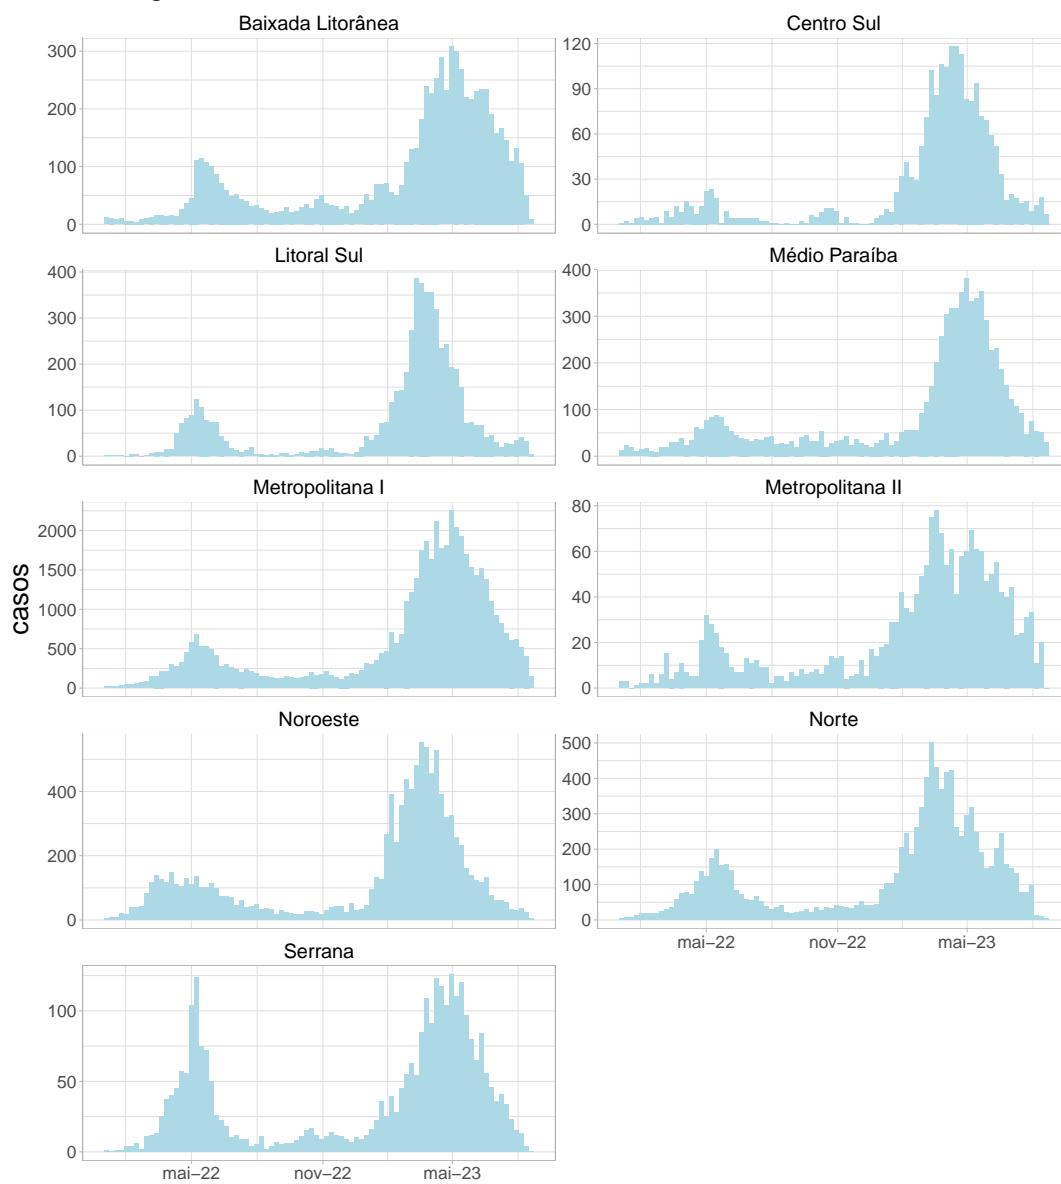 Baixada Litorânea
Centro Sul
300
200
100
0
120
90
60
30
0
Litoral Sul
Médio Paraíba
400
300
200
100
0
400
300
200
100
0
Metropolitana I
Metropolitana II
2000
1500
1000
500
0
80
60
40
20
0
casos
Noroeste
Norte
400
200
0
500
400
300
200
100
0
mai−22
nov−22
mai−23
Serrana
100
50
0
mai−22
nov−22
mai−23